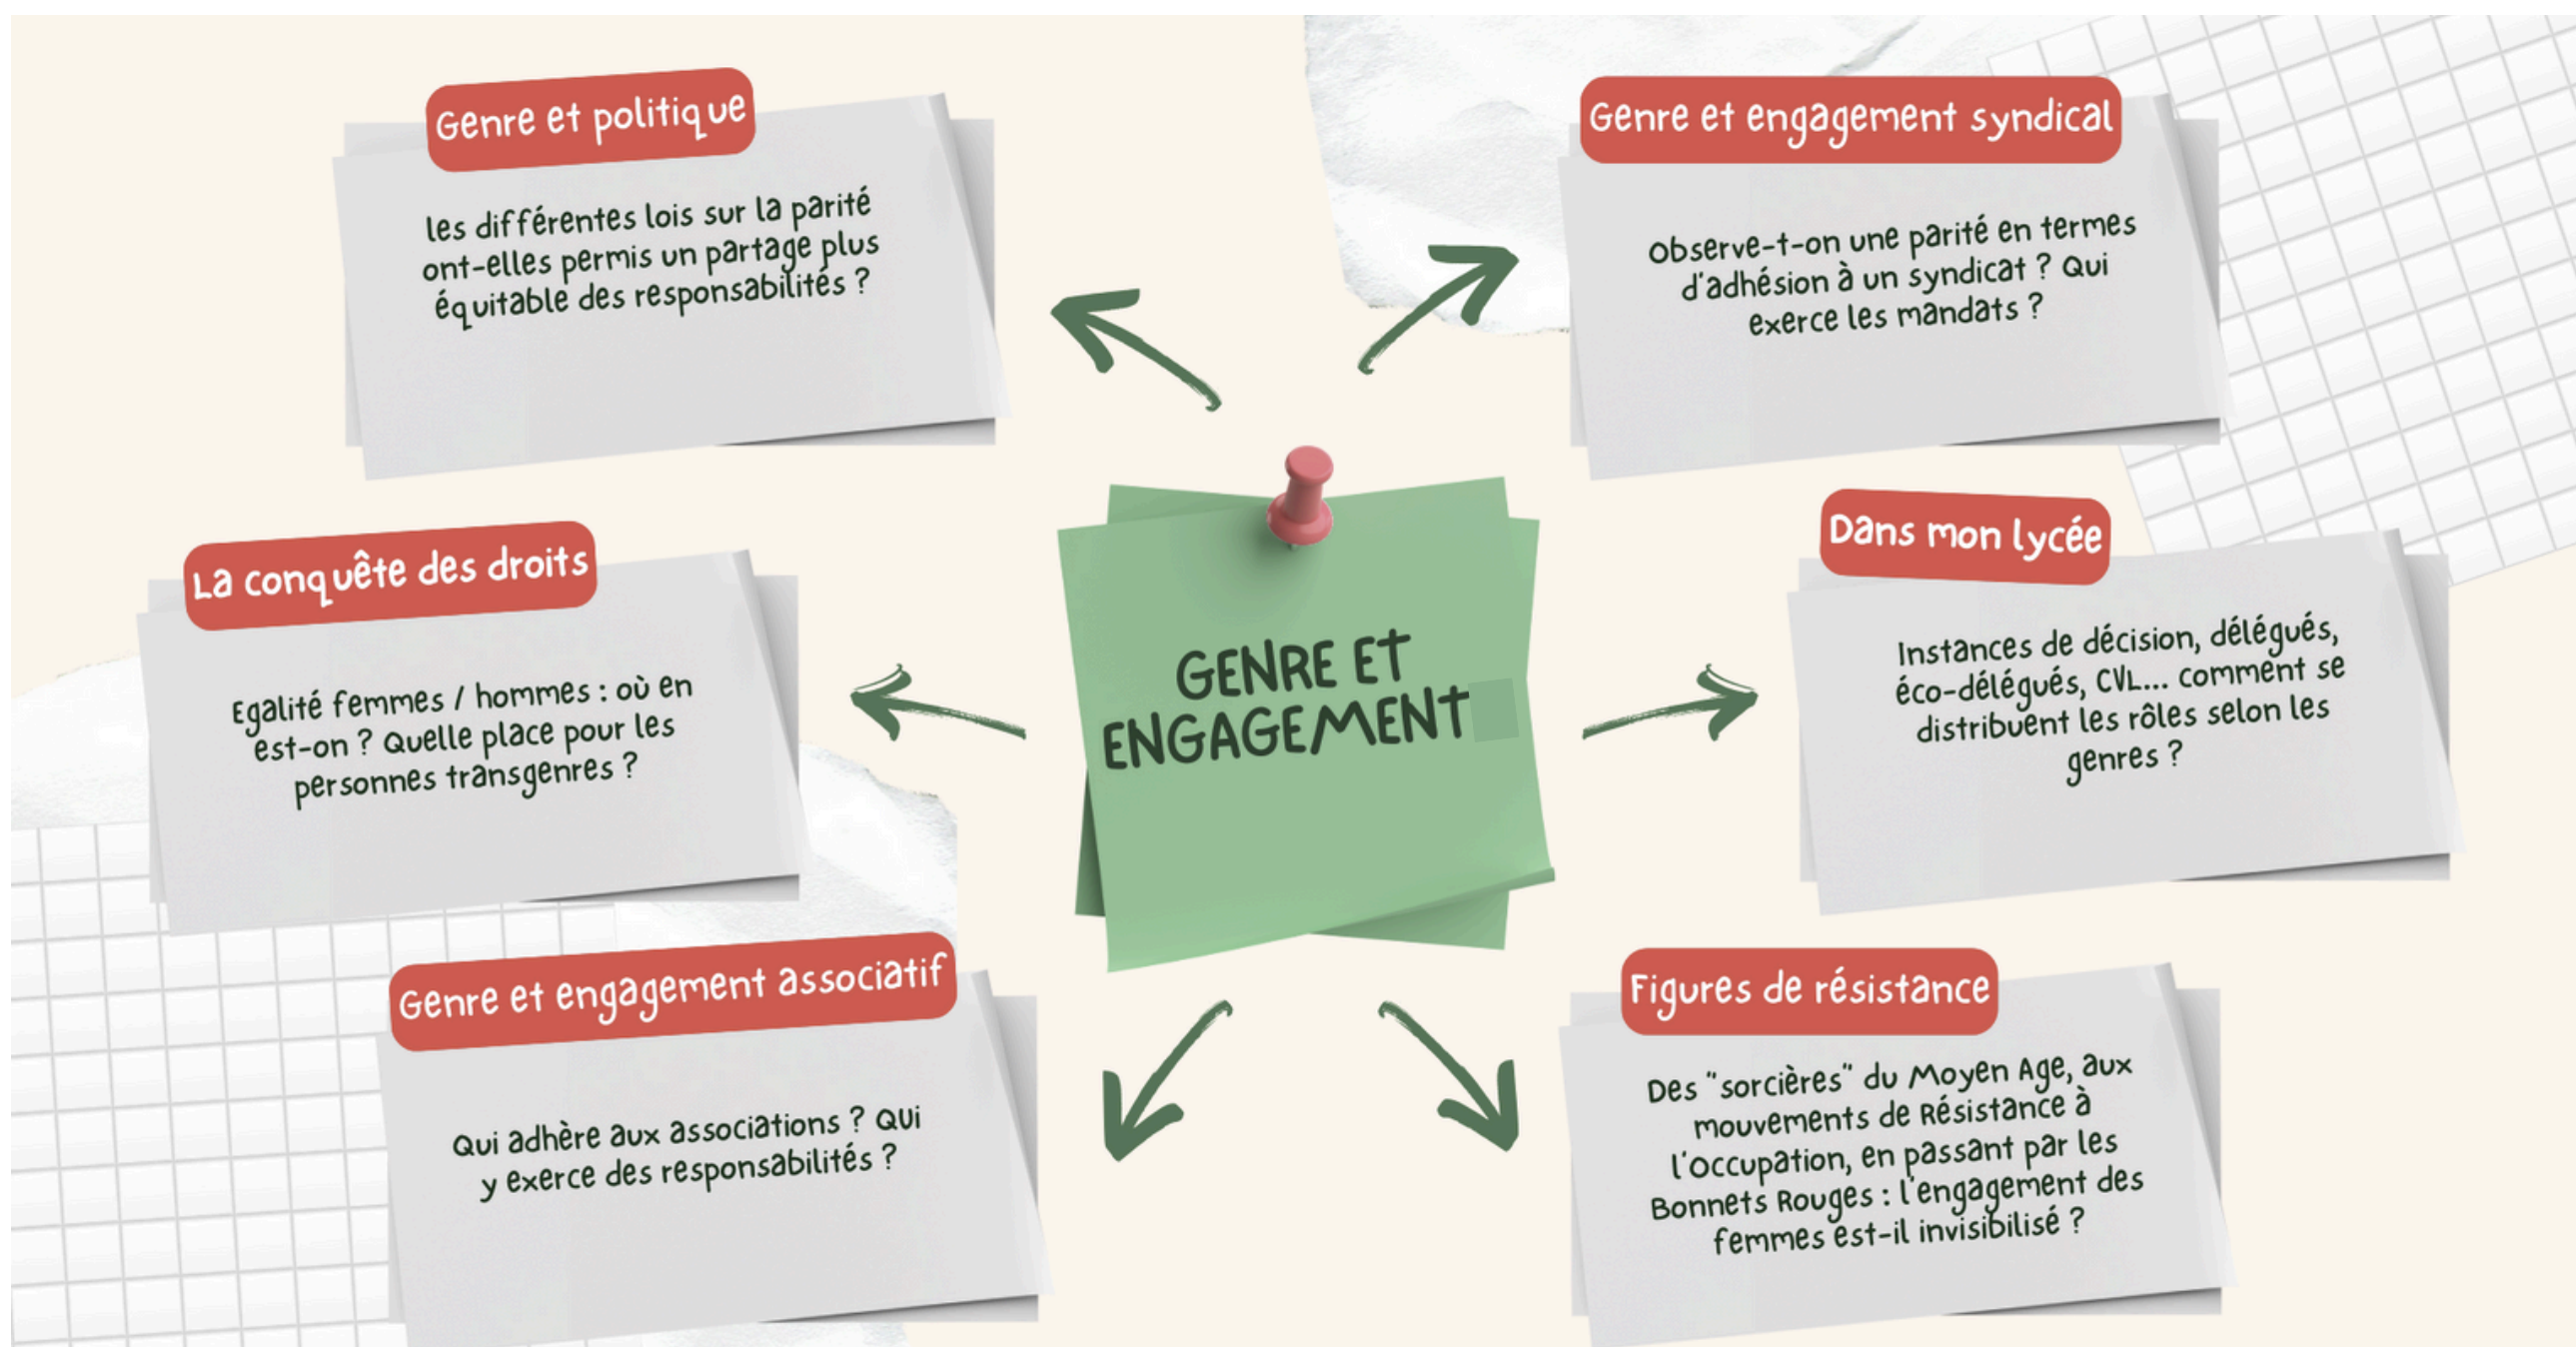 Genre et politique
les différentes lois sur la parité
ont-elles permis un partage plus
équitable des responsabilités ?
Genre et engagement syndical
Observe-t-on une parité en termes
d'adhésion à un syndicat ? Qui
exerce les mandats ?
La conquête des droits
Egalité femmes / hommes : où en
est-on ? Quelle place pour les
personnes transgenres ?
GENRE ET
ENGAGEMENT
Dans mon lycée
Instances de décision, délégués,
éco-délégués, CVL... comment se
distribuent les rôles selon les
genres ?
Genre et engagement associatif
Qui adhère aux associations ? QUi
y exerce des responsabilités ?
Figures de résistance
Des "sorcières" du Moyen Age, aux
mouvements de Résistance à
l'Occupation, en passant par les
Bonnets Rouges : l'engagement des
femmes est-il invisibilisé ?